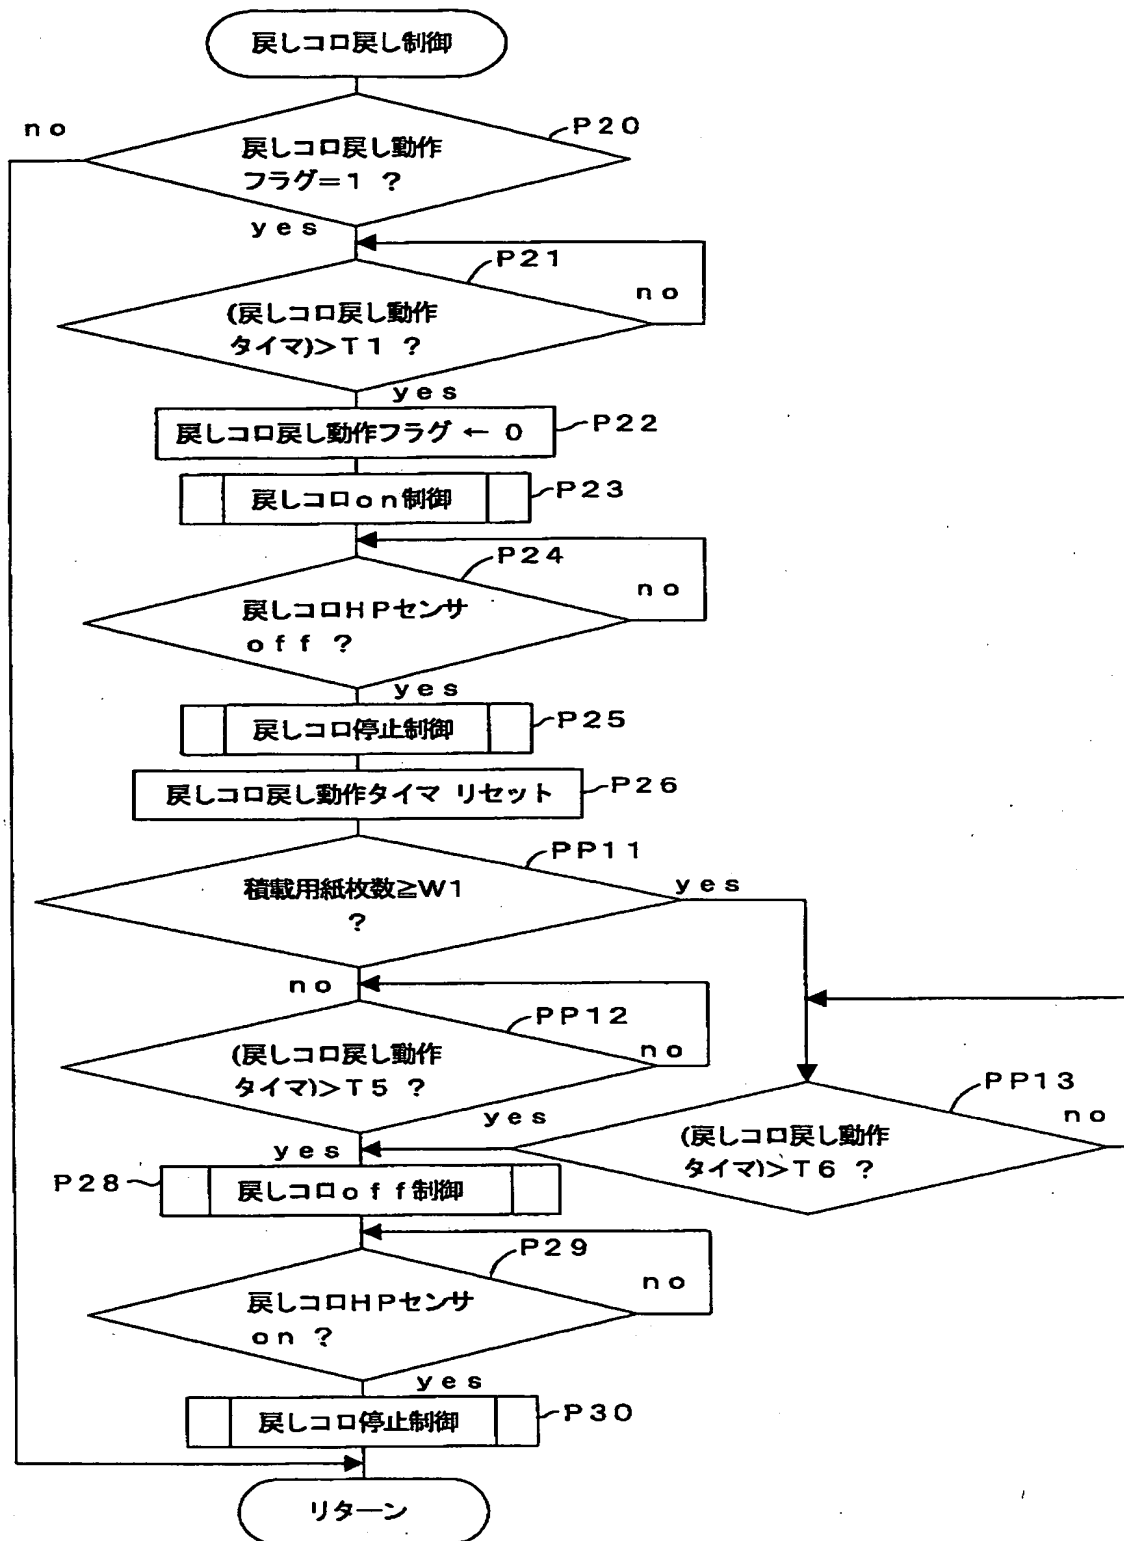 戻しコロ戻し制御
no
P20
戻しコロ戻し動作
フラグ=1 ?
yes
P21
no
(戻しコロ戻し動作
タイマ)>T1 ?
yes
戻しコロ戻し動作フラグ ← 0
P22
戻しコロon制御
P23
P24
no
戻しコロHPセンサ
off ?
yes
戻しコロ停止制御
P25
戻しコロ戻し動作タイマ リセット
P26
PP11
積載用紙枚数≧W1
?
yes
no
PP12
no
(戻しコロ戻し動作
タイマ)>T5 ?
yes
PP13
no
(戻しコロ戻し動作
タイマ)>T6 ?
yes
P28
戻しコロoff制御
P29
no
戻しコロHPセンサ
on ?
yes
戻しコロ停止制御
P30
リターン